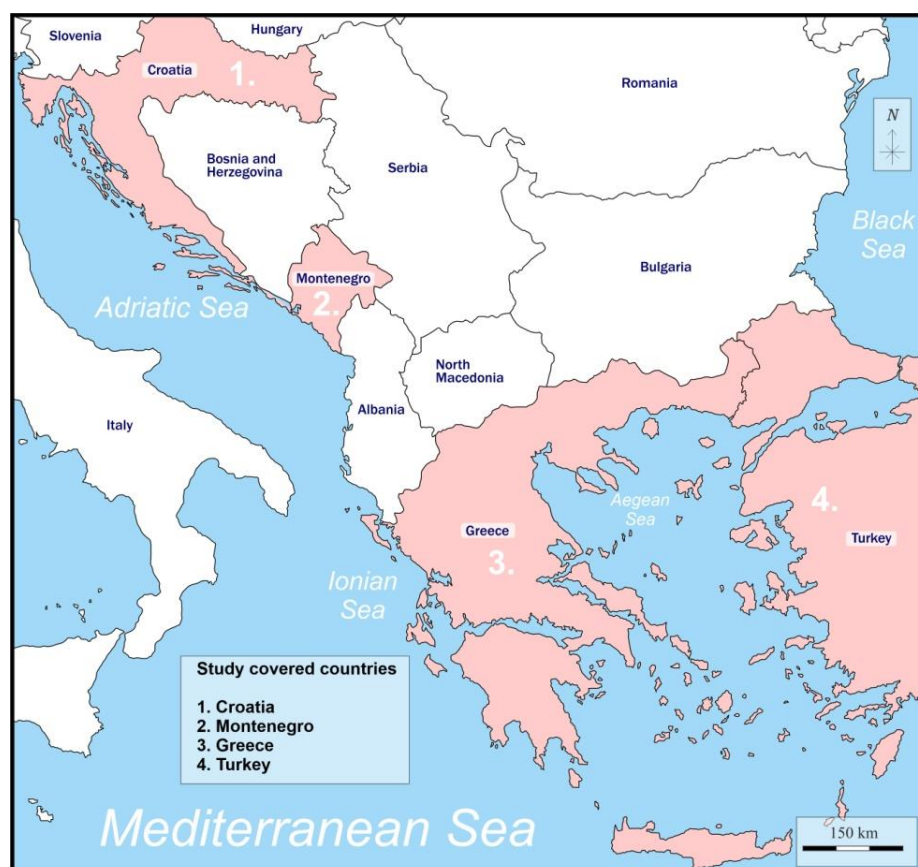 Slovenia
Hungary
Croatia
1.
Romania
N
Bosnia and
Herzegovina
Serbia
Black
Sea
Montenegro
2.
Bulgaria
Adriatic Sea
North
Macedonia
Albania
Italy
Aegean
Sea
4.
Greece
3.
Turkey
Ionian
Sea
Study covered countries
1. Croatia
2. Montenegro
3. Greece
4. Turkey
Mediterranean Sea
150 km